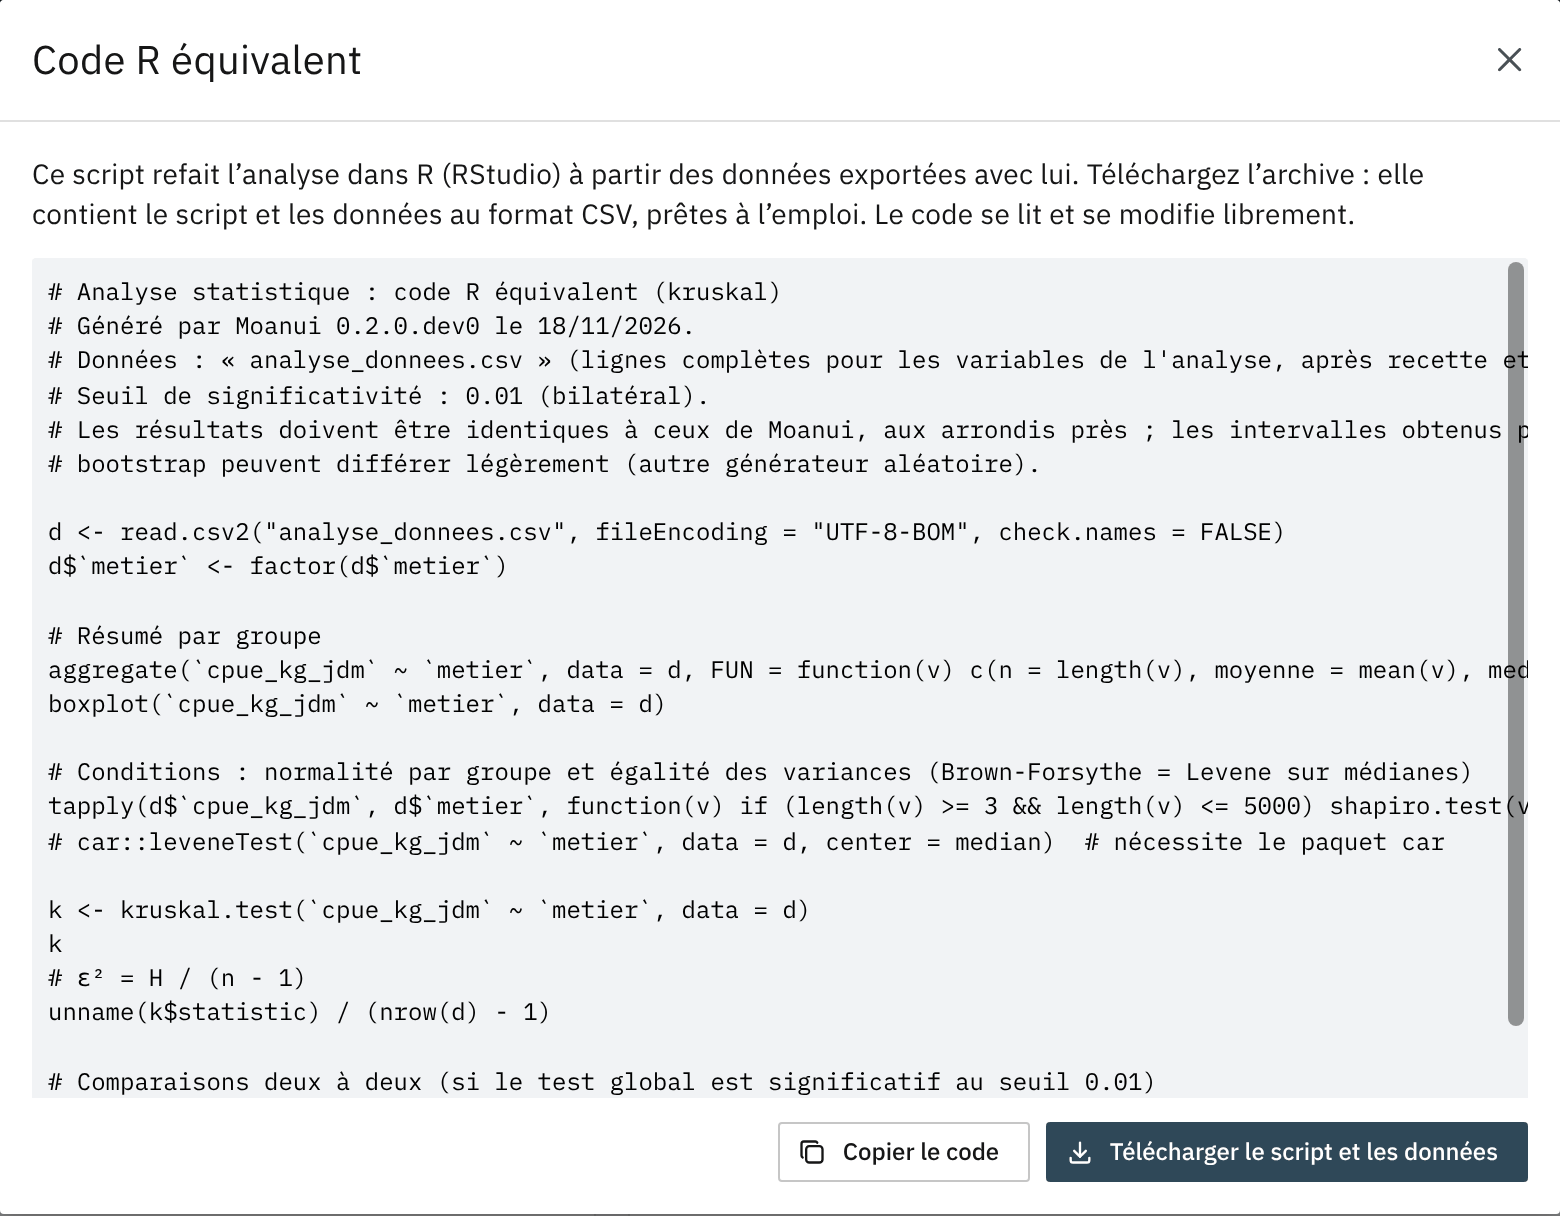 Code R équivalent
Ce script refait l’analyse dans R (RStudio) à partir des données exportées avec lui. Téléchargez l’archive : elle
contient le script et les données au format CSV, prêtes à l’emploi. Le code se lit et se modifie librement.
# Analyse statistique : code R équivalent (kruskal)
# Généré par Moanui 0.2.0.dev0 le 18/11/2026.
# Données : « analyse_donnees.csv » (lignes complètes pour les variables de l'analyse, après recette et
# Seuil de significativité : 0.01 (bilatéral).
# Les résultats doivent être identiques à ceux de Moanui, aux arrondis près ; les intervalles obtenus p
# bootstrap peuvent différer légèrement (autre générateur aléatoire).
d <- read.csv2("analyse_donnees.csv", fileEncoding = "UTF-8-BOM", check.names = FALSE)
d$`metier` <- factor(d$`metier`)
# Résumé par groupe
aggregate(`cpue_kg_jdm` ~ `metier`, data = d, FUN = function(v) c(n = length(v), moyenne = mean(v), med
boxplot(`cpue_kg_jdm` ~ `metier`, data = d)
# Conditions : normalité par groupe et égalité des variances (Brown-Forsythe = Levene sur médianes)
tapply(d$`cpue_kg_jdm`, d$`metier`, function(v) if (length(v) >= 3 && length(v) <= 5000) shapiro.test(v
# car::leveneTest(`cpue_kg_jdm` ~ `metier`, data = d, center = median)  # nécessite le paquet car
k <- kruskal.test(`cpue_kg_jdm` ~ `metier`, data = d)
k
# ε² = H / (n - 1)
unname(k$statistic) / (nrow(d) - 1)
# Comparaisons deux à deux (si le test global est significatif au seuil 0.01)
Copier le code
Télécharger le script et les données